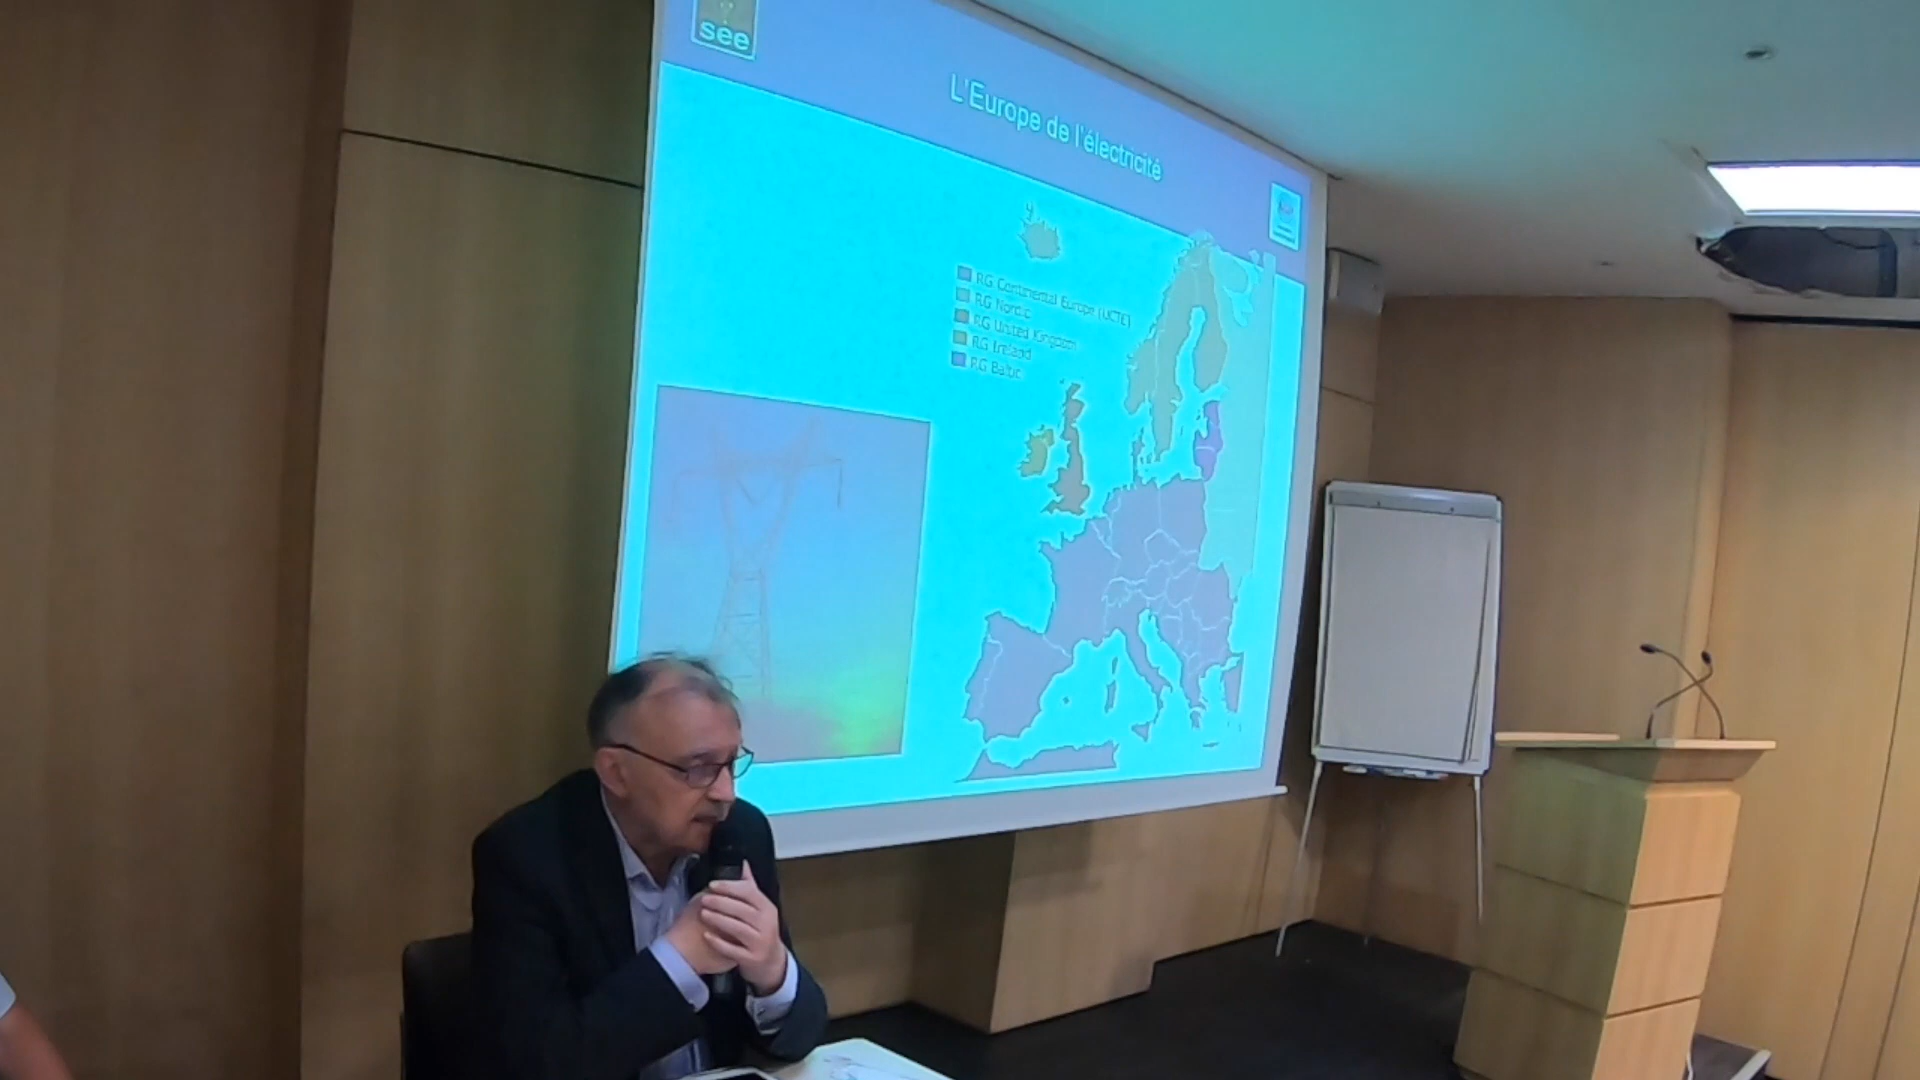 see
L'Europe de l'électricité
RG Continental Europe (UCTE)
RG Nordic
RG United Kingdom
RG Ireland
RG Baltic